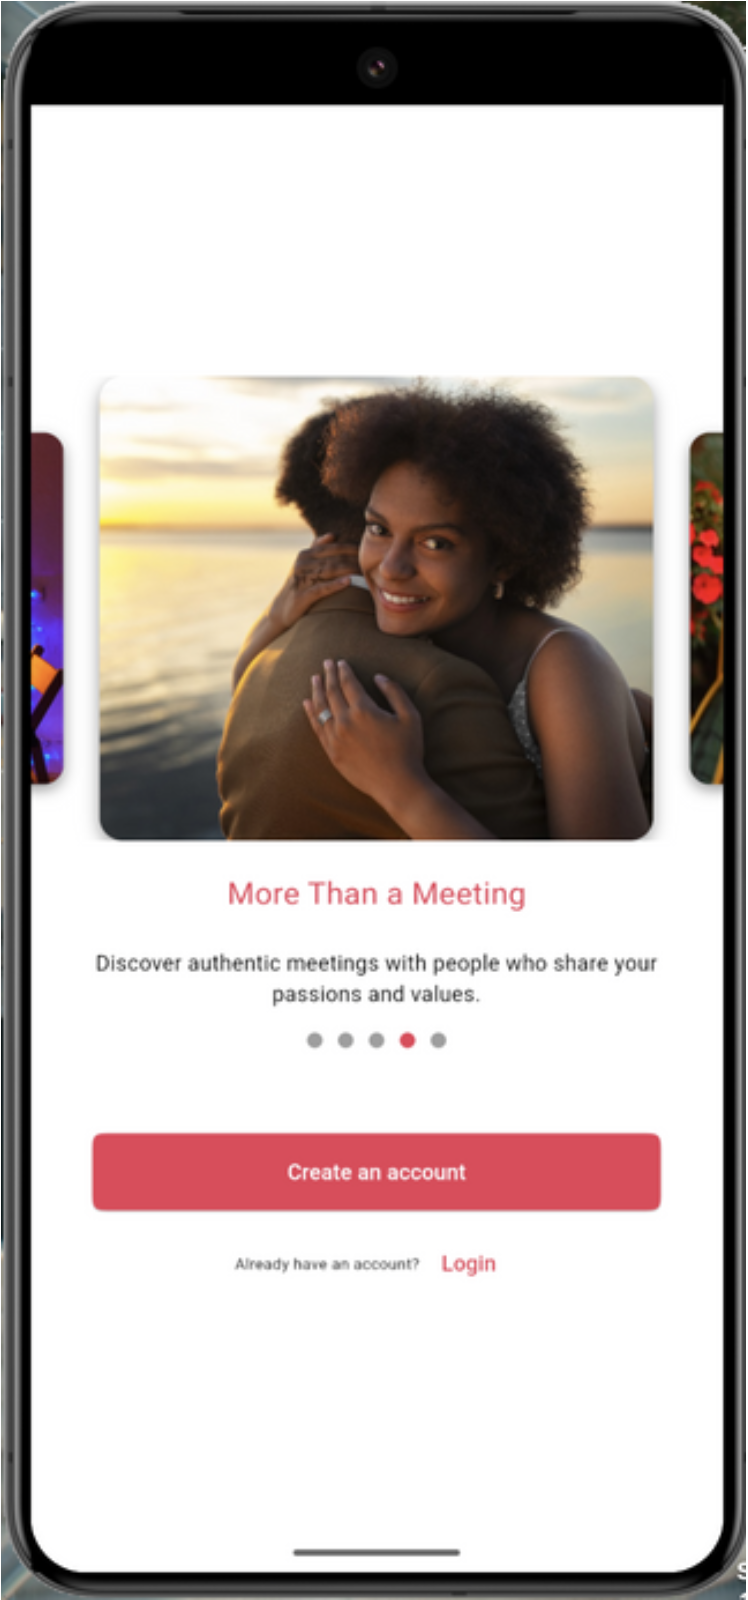 More Than a Meeting
Discover authentic meetings with people who share your
passions and values.
Create an account
Already have an account? Login